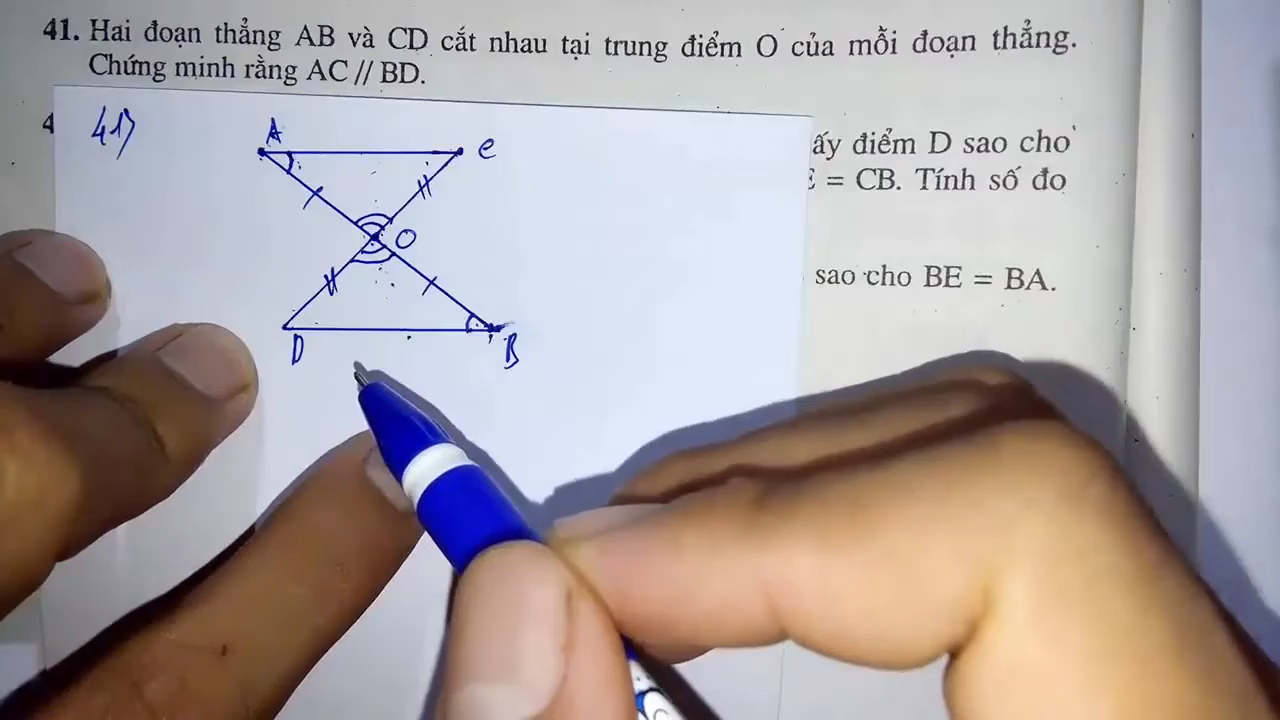 41. Hai đoạn thẳng AB và CD cắt nhau tại trung điểm O của mỗi đoạn thẳng.
Chứng minh rằng AC // BD.
4
41)
ấy điểm D sao cho
= CB. Tính số đo
sao cho BE = BA.
A
C
O
D
B